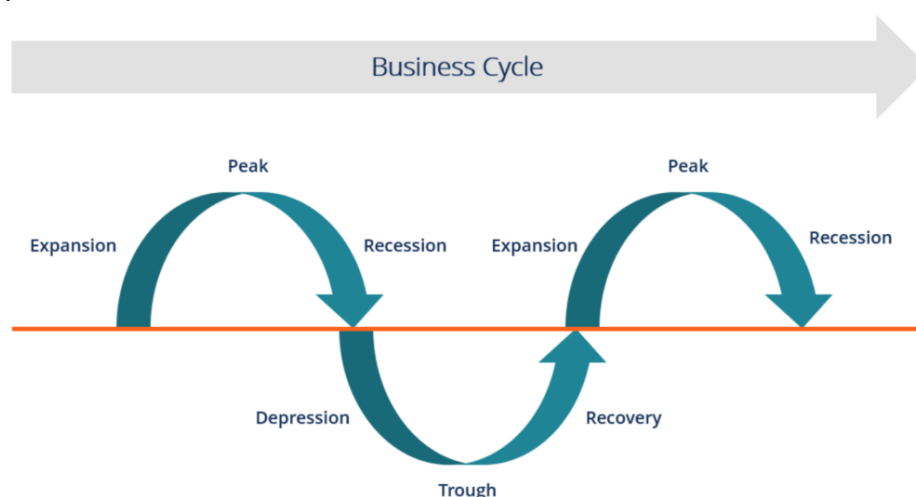 Business Cycle
Peak
Peak
Expansion
Recession
Expansion
Recession
Depression
Recovery
Trough